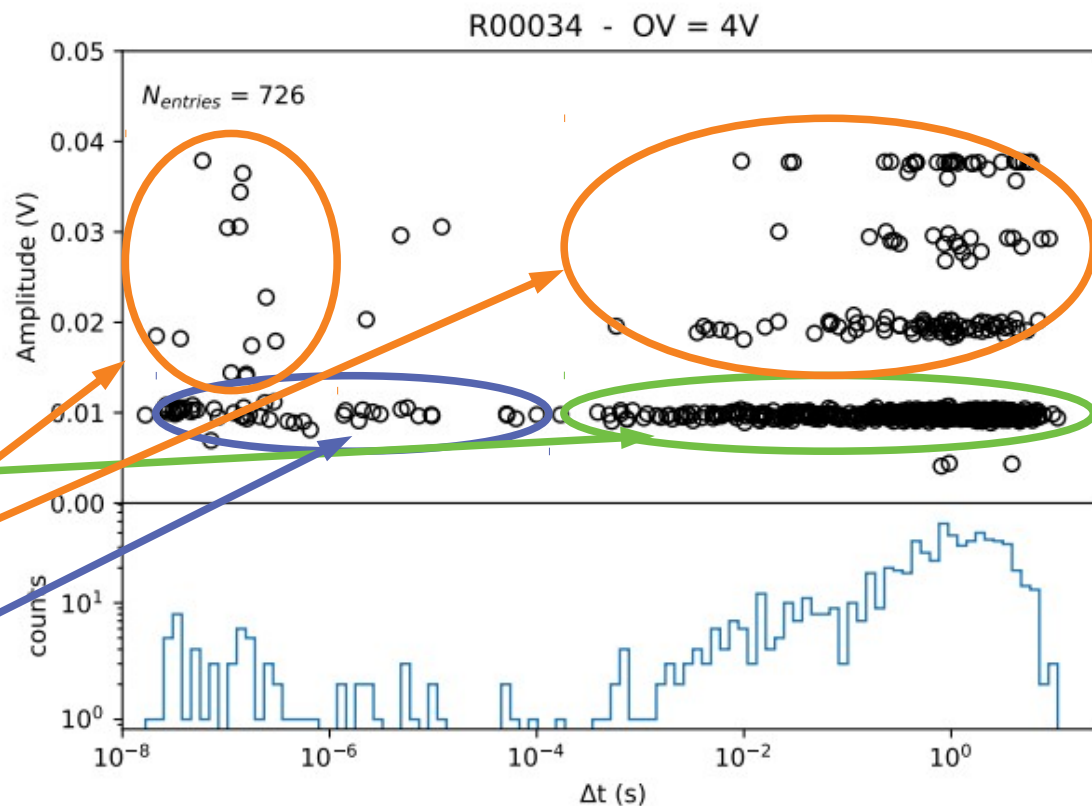 R00034 - OV = 4V
0.05
N_entries = 726
0.04
0.03
0.02
0.01
0.00
Amplitude (V)
10¹
10⁰
counts
10⁻⁸
10⁻⁶
10⁻⁴
10⁻²
10⁰
Δt (s)